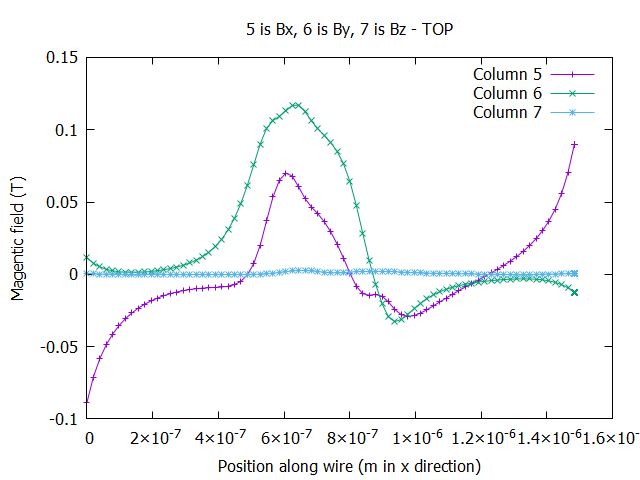 5 is Bx, 6 is By, 7 is Bz - TOP
0.15
0.1
0.05
0
-0.05
-0.1
Magentic field (T)
Column 5
Column 6
Column 7
0 2×10-7 4×10-7 6×10-7 8×10-7 1×10-6 1.2×10-6 1.4×10-6 1.6×10-
Position along wire (m in x direction)